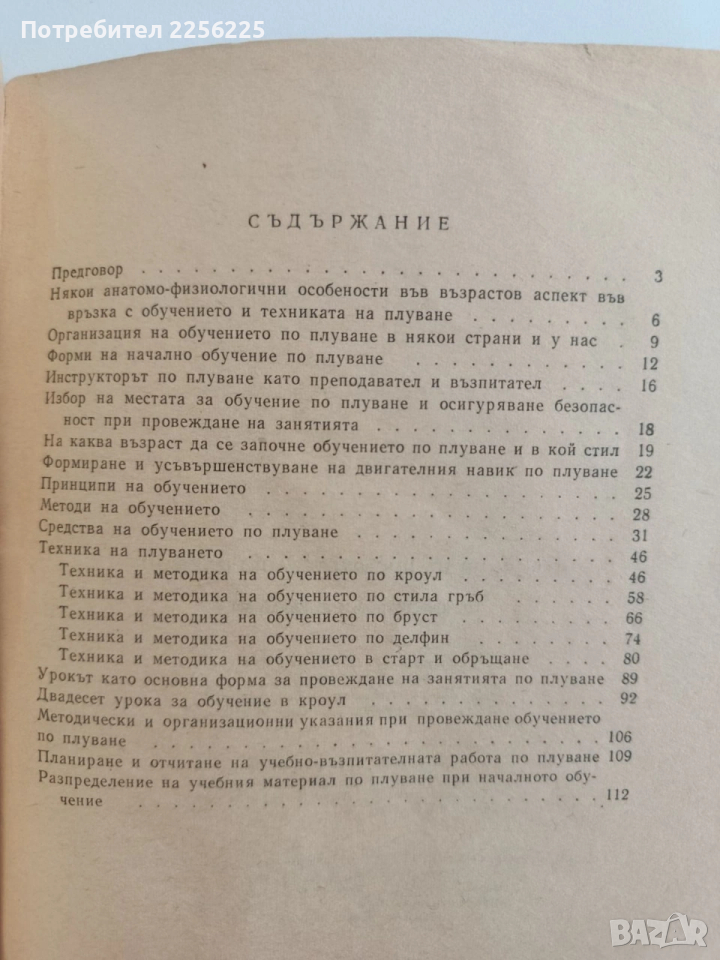 Потребител 2256225
СЪДЪРЖАНИЕ
Предговор . . . . . . . . . . . . . . . . . . . . . . . . 3
Някои анатомо-физиологични особености във възрастов аспект във
връзка с обучението и техниката на плуване . . . . . . . . 6
Организация на обучението по плуване в някои страни и у нас . 9
Форми на начално обучение по плуване . . . . . . . . . . 12
Инструкторът по плуване като преподавател и възпитател . . . . 16
Избор на местата за обучение по плуване и осигуряване безопас-
ност при провеждане на занятията . . . . . . . . . . . . 18
На каква възраст да се започне обучението по плуване и в кой стил 19
Формиране и усъвършенствуване на двигателния навик по плуване 22
Принципи на обучението . . . . . . . . . . . . . . . . . 25
Методи на обучението . . . . . . . . . . . . . . . . . . 28
Средства на обучението по плуване . . . . . . . . . . . . 31
Техника на плуването . . . . . . . . . . . . . . . . . . 46
Техника и методика на обучението по кроул . . . . . . . . 46
Техника и методика на обучението по стила гръб . . . . . . 58
Техника и методика на обучението по бруст . . . . . . . . 66
Техника и методика на обучението по делфин . . . . . . . 74
Техника и методика на обучението в старт и обръщане . . . . 80
Урокът като основна форма за провеждане на занятията по плуване 89
Двадесет урока за обучение в кроул . . . . . . . . . . . . 92
Методически и организационни указания при провеждане обучението
по плуване . . . . . . . . . . . . . . . . . . . . . . . 106
Планиране и отчитане на учебно-възпитателната работа по плуване 109
Разпределение на учебния материал по плуване при началното обу-
чение . . . . . . . . . . . . . . . . . . . . . . . . . 112
BAZAR